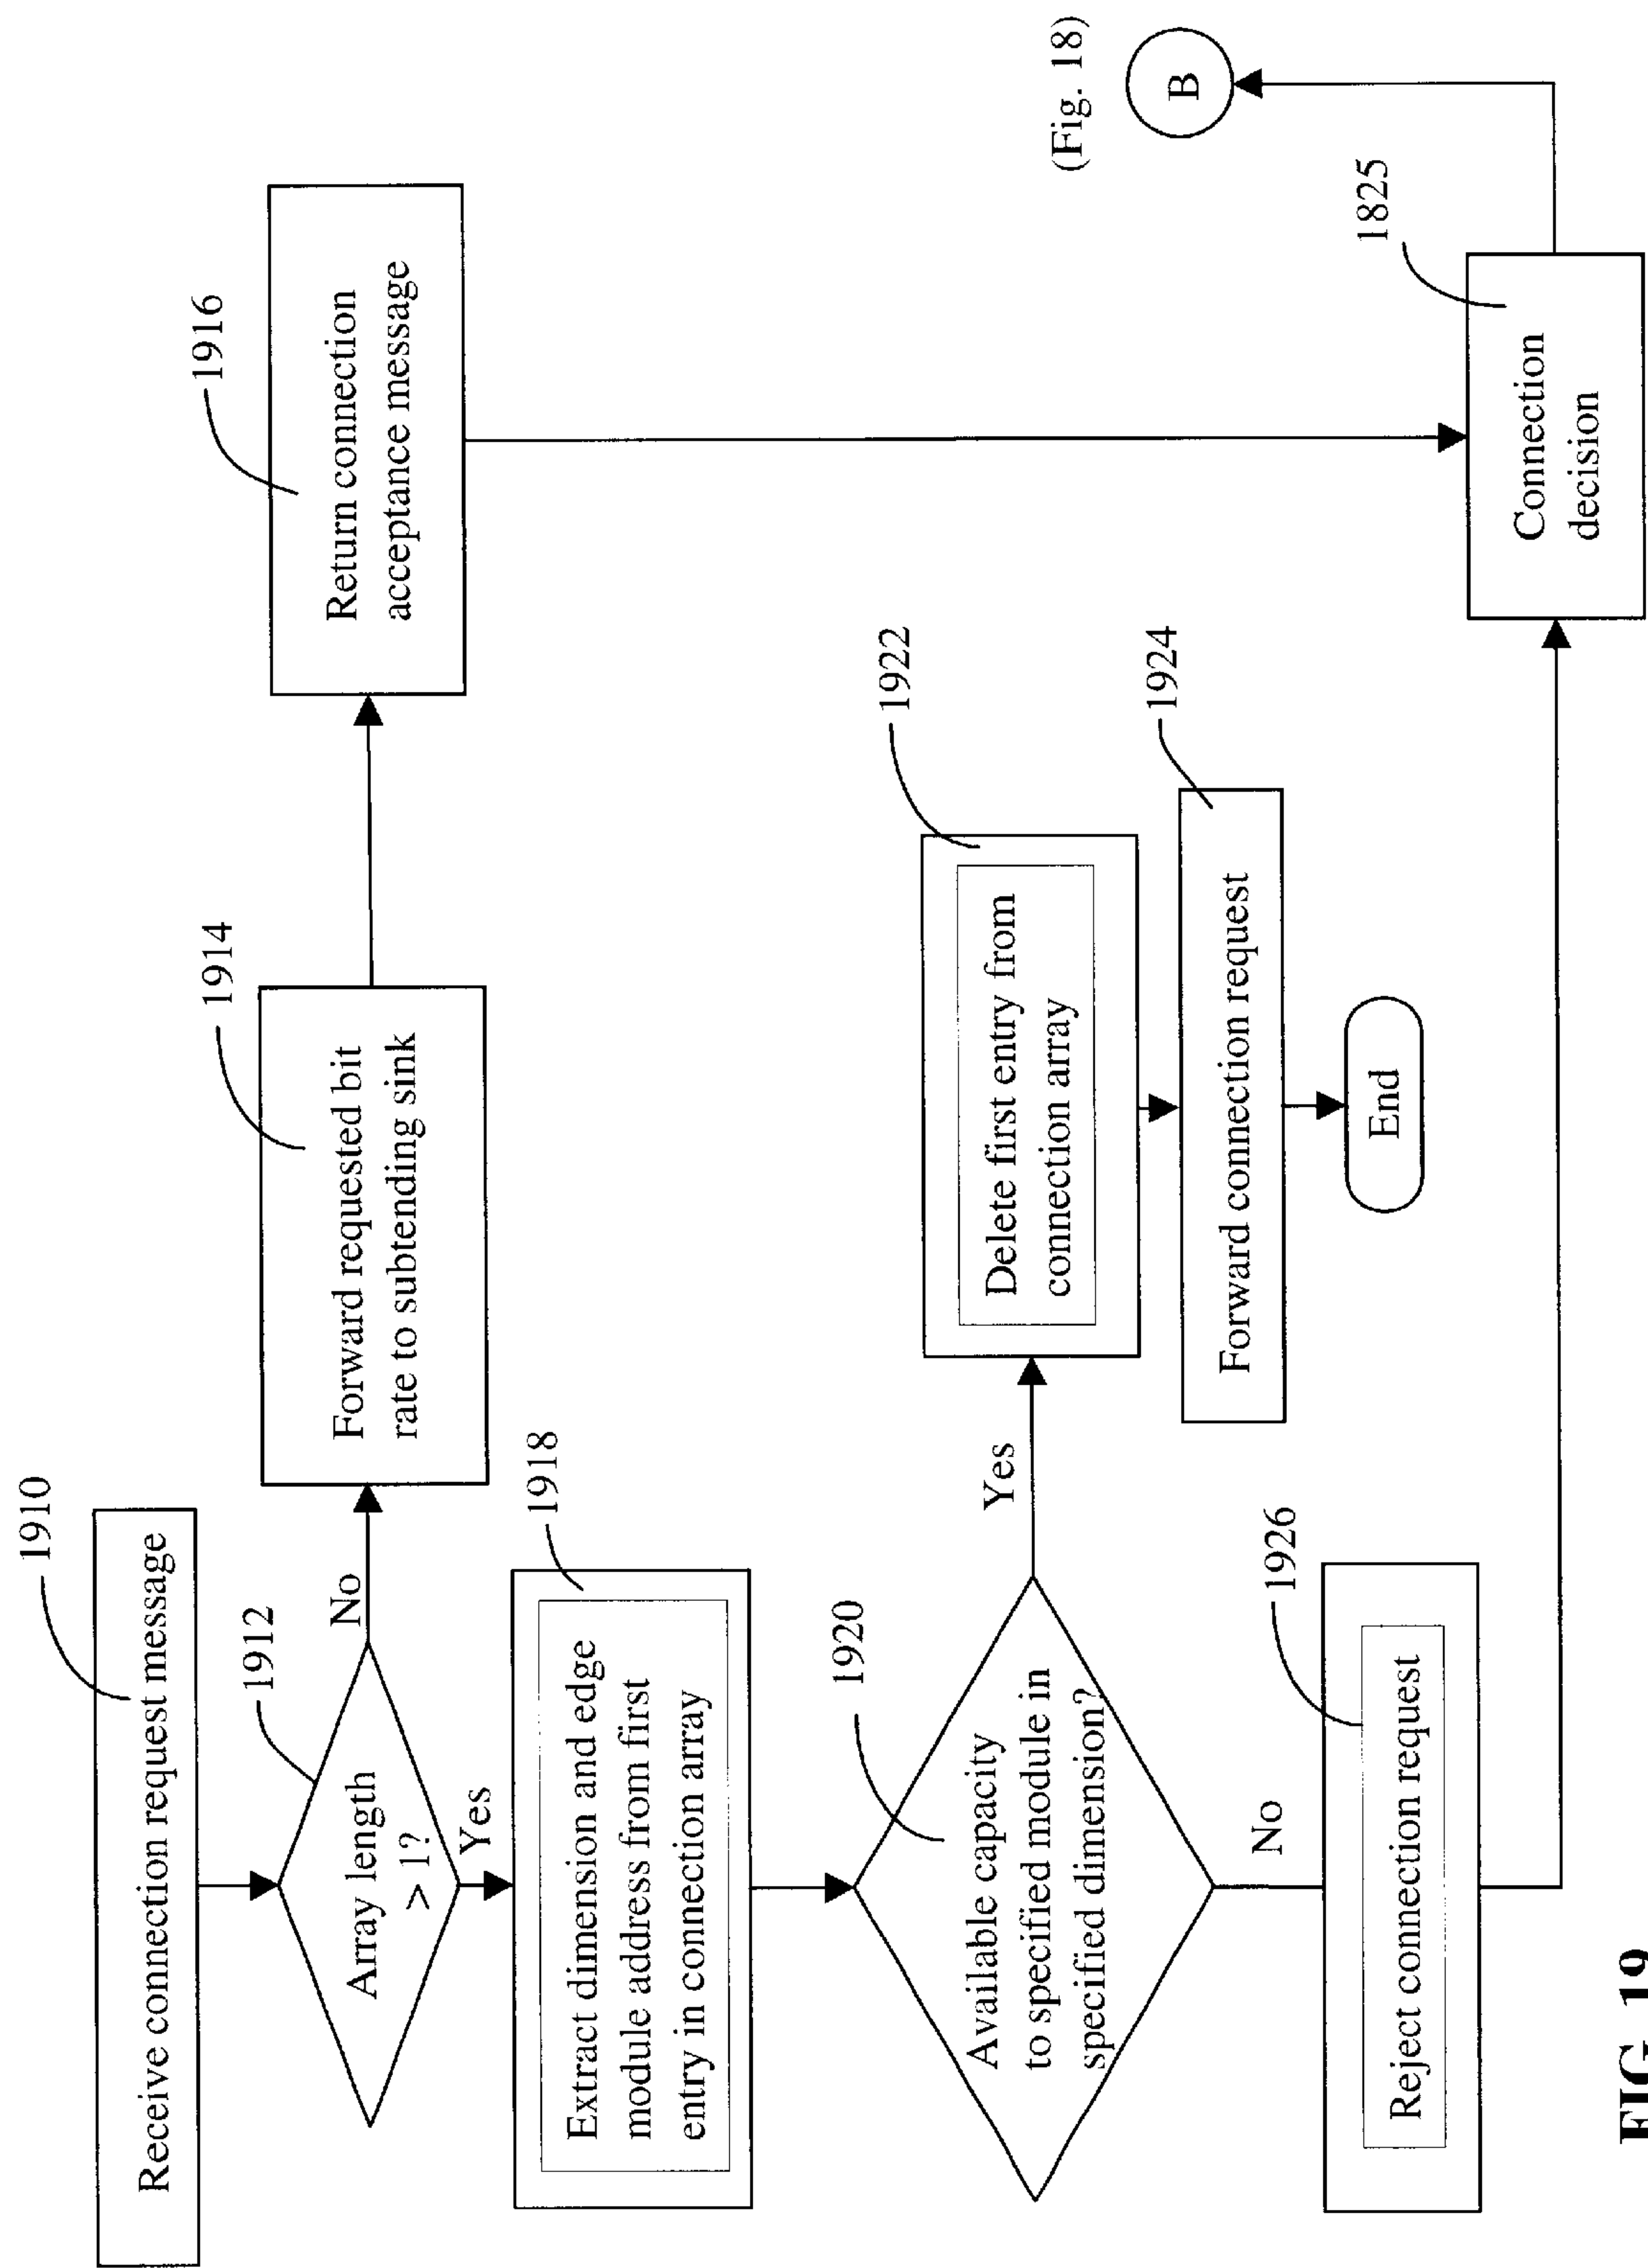 1910
Receive connection request message
1912
Array length
> 1?
No
Yes
1914
Forward requested bit
rate to subtending sink
1916
Return connection
acceptance message
1918
Extract dimension and edge
module address from first
entry in connection array
1920
Available capacity
to specified module in
specified dimension?
Yes
No
1922
Delete first entry from
connection array
1924
Forward connection request
End
1926
Reject connection request
1825
Connection
decision
(Fig. 18)
B
FIG. 19